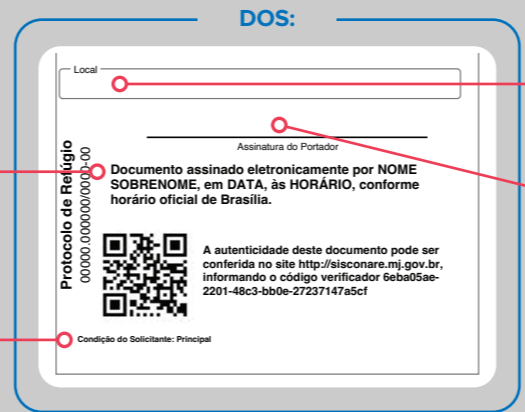 DOS:
Local
Assinatura do Portador
Protocolo de Refúgio
00000.000000/0000-00
Documento assinado eletronicamente por NOME
SOBRENOME, em DATA, às HORÁRIO, conforme
horário oficial de Brasília.
A autenticidade deste documento pode ser
conferida no site http://sisconare.mj.gov.br,
informando o código verificador 6eba05ae-
2201-48c3-bb0e-27237147a5cf
Condição do Solicitante: Principal